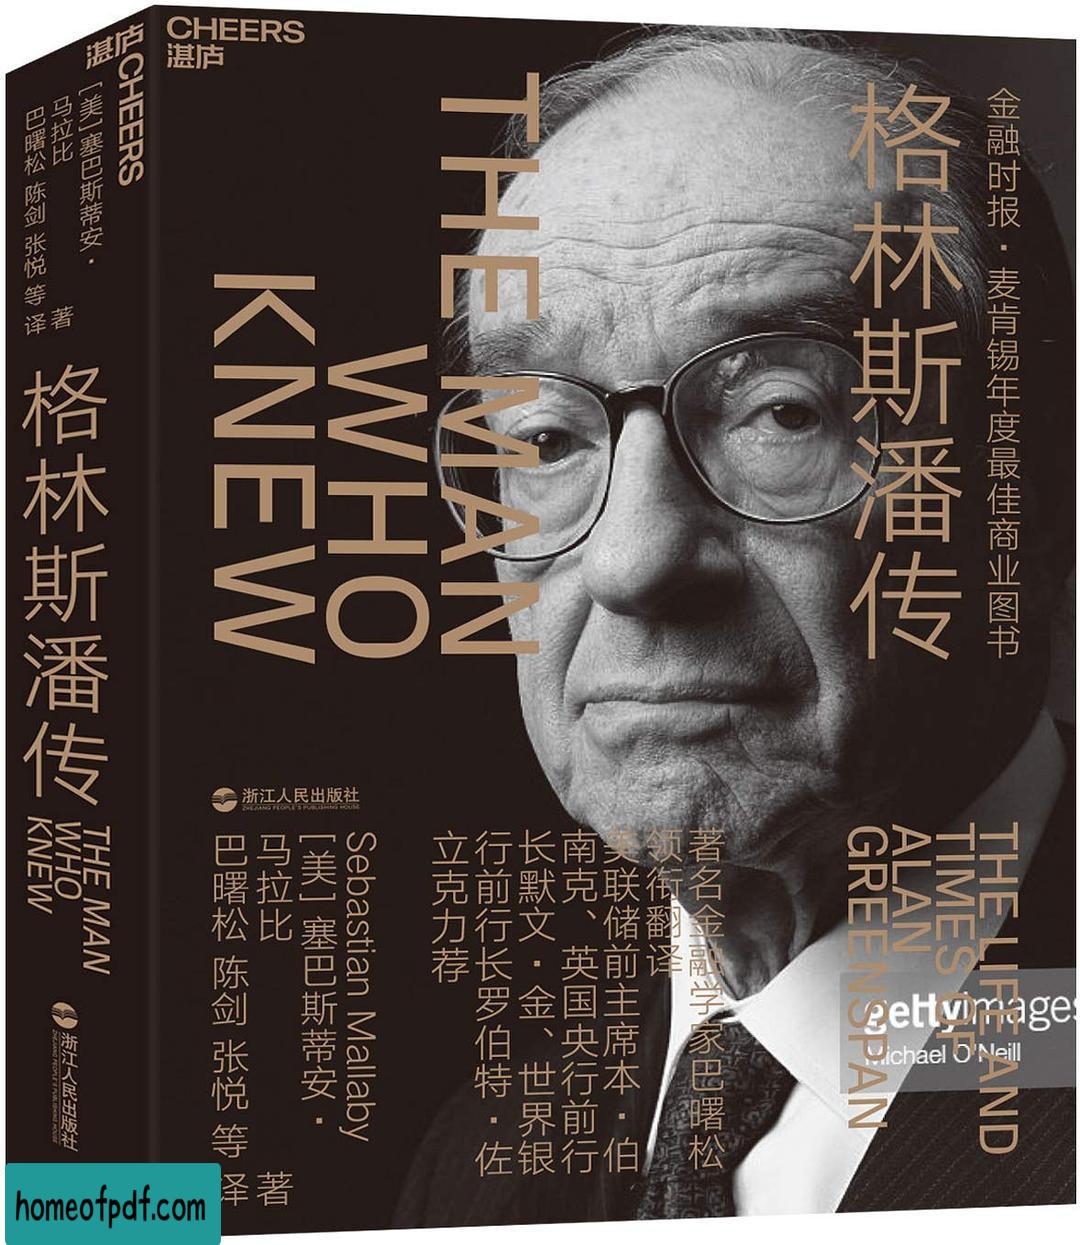 CHEERS
湛庐
金融时报·麦肯锡年度最佳商业图书
格林斯潘传
THE MAN
WHO
KNEW
THE LIFE AND
TIMES OF
ALAN
GREENSPAN
gettyimages
Michael O'Neill
著名金融学家巴曙松
领衔翻译
美联储前主席本·伯
南克、英国央行前行
长默文·金、世界银
行前行长罗伯特·佐
立克力荐
浙江人民出版社
ZHEJIANG PEOPLE'S PUBLISHING HOUSE
Sebastian Mallaby
[美]塞巴斯蒂安·
马拉比 著
巴曙松 陈剑 张悦 等 译
湛庐CHEERS
[美]塞巴斯蒂安·
马拉比 著
巴曙松 陈剑 张悦 等 译
格林斯潘传
THE MAN
WHO
KNEW
浙江人民出版社
ZHEJIANG PEOPLE'S PUBLISHING HOUSE
homeofpdf.com